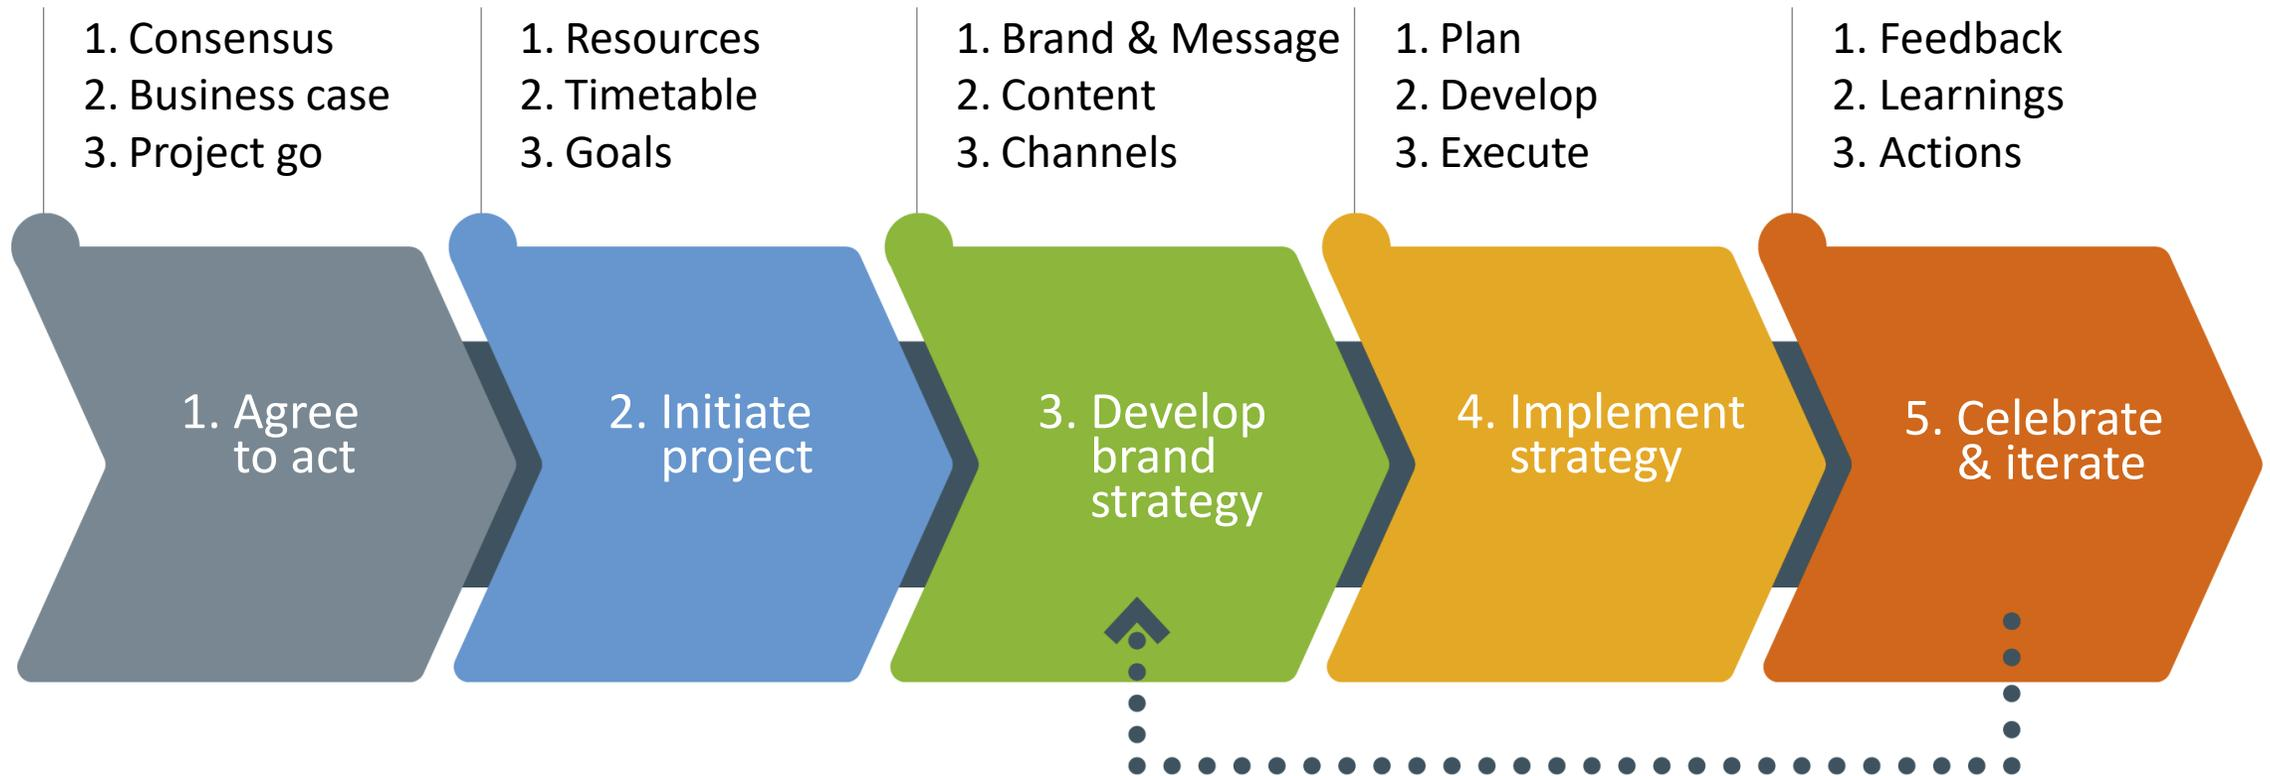 1. Consensus
2. Business case
3. Project go
1. Resources
2. Timetable
3. Goals
1. Brand & Message
2. Content
3. Channels
1. Plan
2. Develop
3. Execute
1. Feedback
2. Learnings
3. Actions
1. Agree
to act
2. Initiate
project
3. Develop
brand
strategy
4. Implement
strategy
5. Celebrate
& iterate